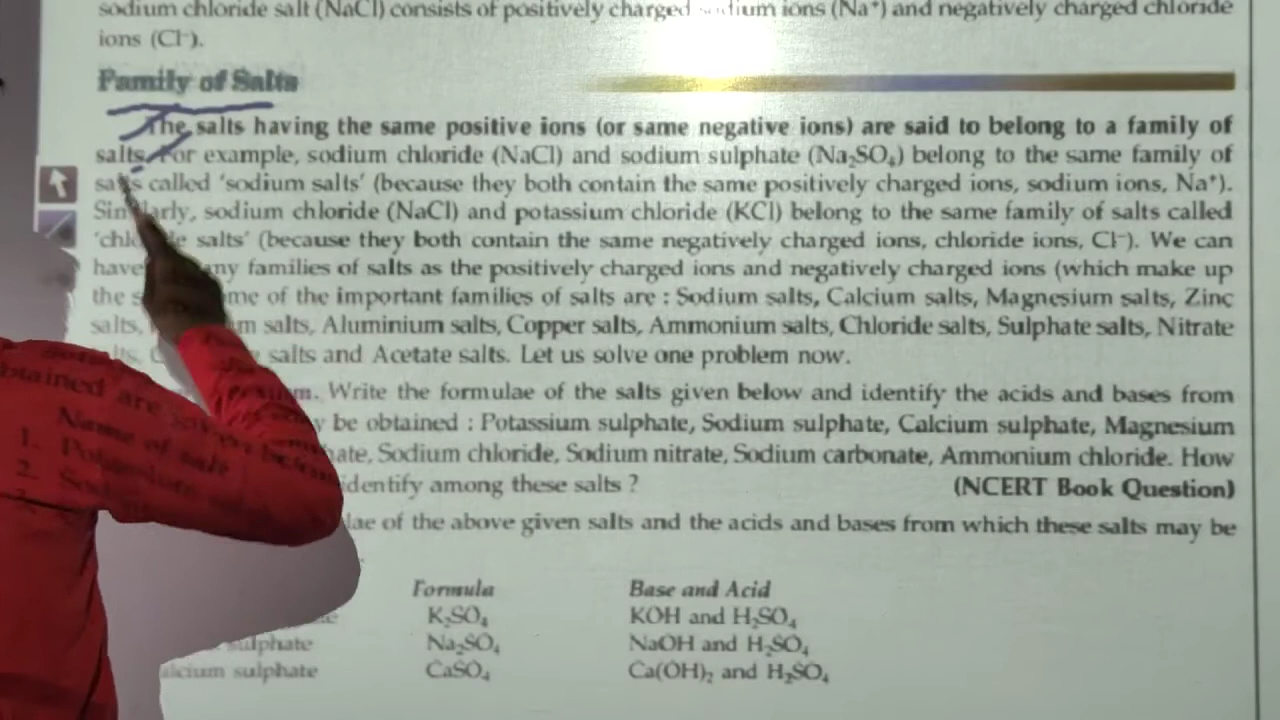 sodium chloride salt (NaCl) consists of positively charged sodium ions (Na⁺) and negatively charged chloride
ions (Cl⁻).
Family of Salts
The salts having the same positive ions (or same negative ions) are said to belong to a family of
salts. For example, sodium chloride (NaCl) and sodium sulphate (Na₂SO₄) belong to the same family of
salts called 'sodium salts' (because they both contain the same positively charged ions, sodium ions, Na⁺).
Similarly, sodium chloride (NaCl) and potassium chloride (KCl) belong to the same family of salts called
salts' (because they both contain the same negatively charged ions, chloride ions, Cl⁻). We can
have families of salts as the positively charged ions and negatively charged ions (which make up
the of the important families of salts are : Sodium salts, Calcium salts, Magnesium salts, Zinc
salts, salts, Aluminium salts, Copper salts, Ammonium salts, Chloride salts, Sulphate salts, Nitrate
salts and Acetate salts. Let us solve one problem now.
Write the formulae of the salts given below and identify the acids and bases from
be obtained : Potassium sulphate, Sodium sulphate, Calcium sulphate, Magnesium
Sodium chloride, Sodium nitrate, Sodium carbonate, Ammonium chloride. How
identify among these salts ?
(NCERT Book Question)
of the above given salts and the acids and bases from which these salts may be
obtained are
Name of salt
Formula
Base and Acid
1.
K₂SO₄
KOH and H₂SO₄
2.
sulphate
Na₂SO₄
NaOH and H₂SO₄
3.
sulphate
CaSO₄
Ca(OH)₂ and H₂SO₄